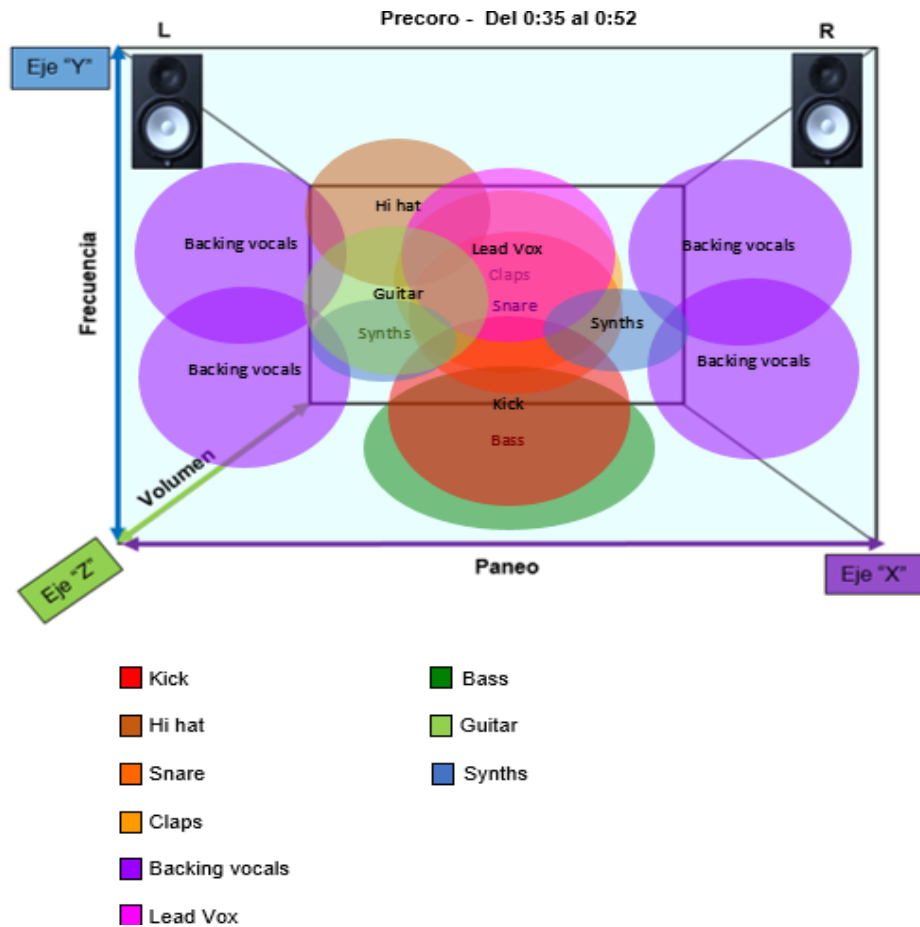 Precoro - Del 0:35 al 0:52
L
R
Eje "Y"
Hi hat
Backing vocals
Lead Vox
Backing vocals
Claps
Guitar
Snare
Frecuencia
Synths
Synths
Backing vocals
Backing vocals
Kick
Bass
Volumen
Eje "Z"
Paneo
Eje "X"
Kick
Bass
Hi hat
Guitar
Snare
Synths
Claps
Backing vocals
Lead Vox